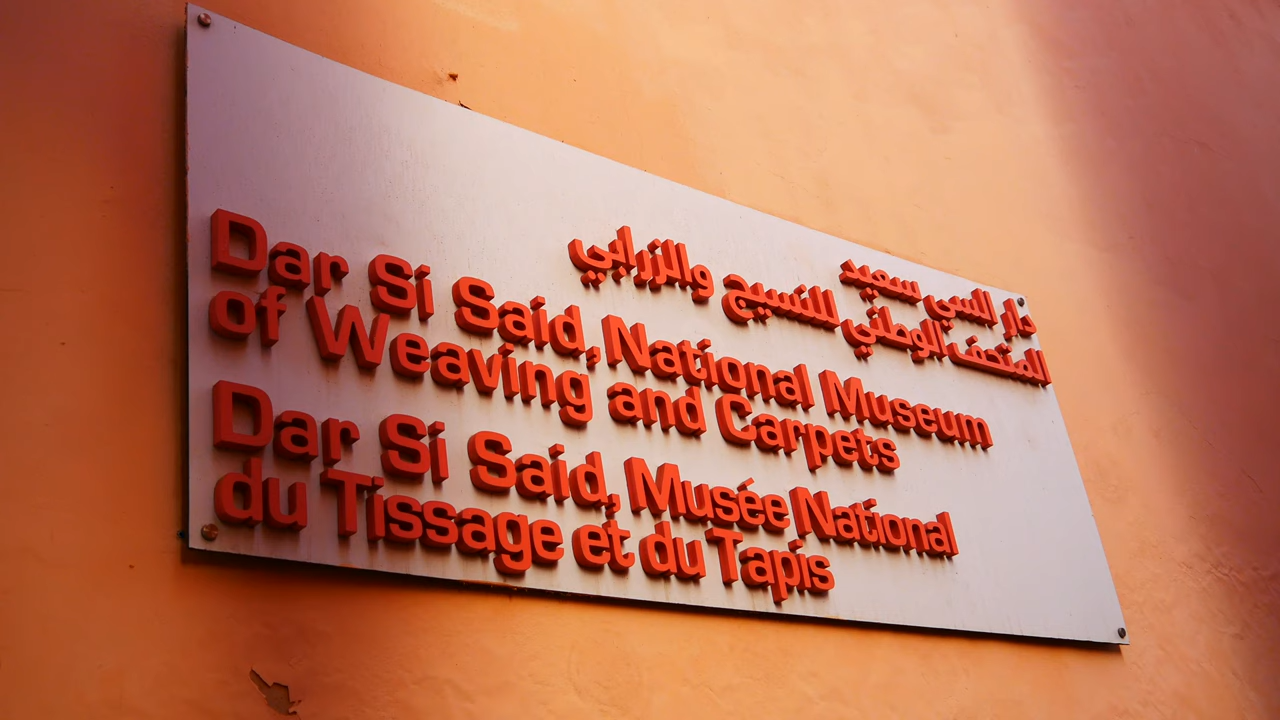 دار السي سعيد
المتحف الوطني للنسيج والزرابي
Dar Si Said, National Museum
of Weaving and Carpets
Dar Si Said, Musée National
du Tissage et du Tapis